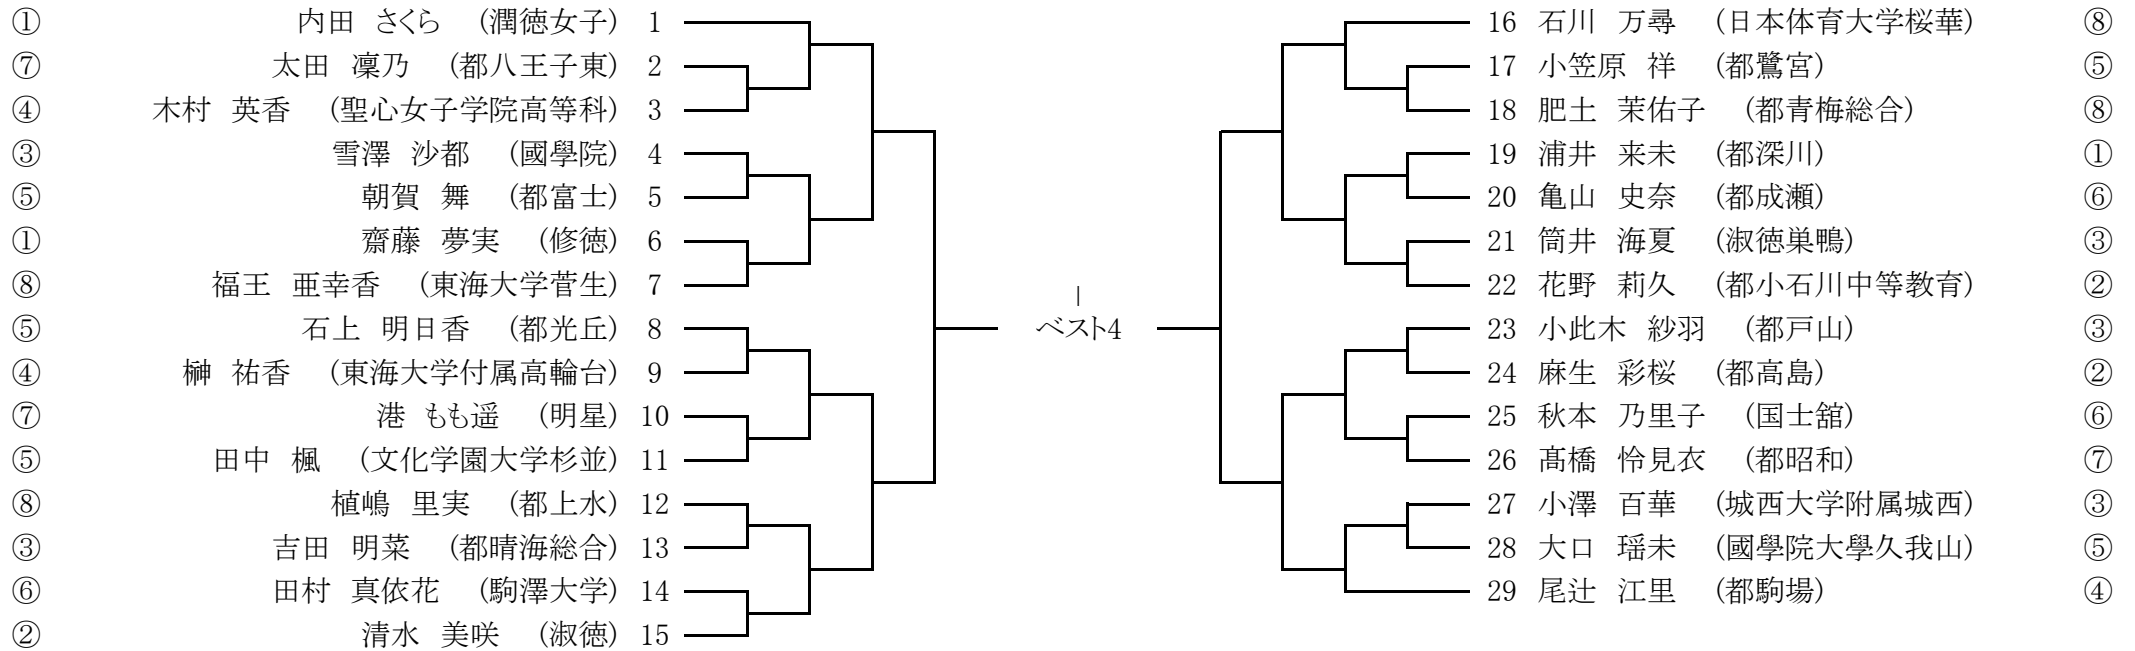 ① 内田 さくら (潤徳女子) 1
⑦ 太田 凜乃 (都八王子東) 2
④ 木村 英香 (聖心女子学院高等科) 3
③ 雪澤 沙都 (國學院) 4
⑤ 朝賀 舞 (都富士) 5
① 齋藤 夢実 (修徳) 6
⑧ 福王 亜幸香 (東海大学菅生) 7
⑤ 石上 明日香 (都光丘) 8
④ 榊 祐香 (東海大学付属高輪台) 9
⑦ 港 もも遥 (明星) 10
⑤ 田中 楓 (文化学園大学杉並) 11
⑧ 植嶋 里実 (都上水) 12
③ 吉田 明菜 (都晴海総合) 13
⑥ 田村 真依花 (駒澤大学) 14
② 清水 美咲 (淑徳) 15
|
ベスト4
16 石川 万尋 (日本体育大学桜華) ⑧
17 小笠原 祥 (都鷺宮) ⑤
18 肥土 茉佑子 (都青梅総合) ⑧
19 浦井 来未 (都深川) ①
20 亀山 史奈 (都成瀬) ⑥
21 筒井 海夏 (淑徳巣鴨) ③
22 花野 莉久 (都小石川中等教育) ②
23 小此木 紗羽 (都戸山) ③
24 麻生 彩桜 (都高島) ②
25 秋本 乃里子 (国士舘) ⑥
26 髙橋 怜見衣 (都昭和) ⑦
27 小澤 百華 (城西大学附属城西) ③
28 大口 瑶未 (國學院大學久我山) ⑤
29 尾辻 江里 (都駒場) ④